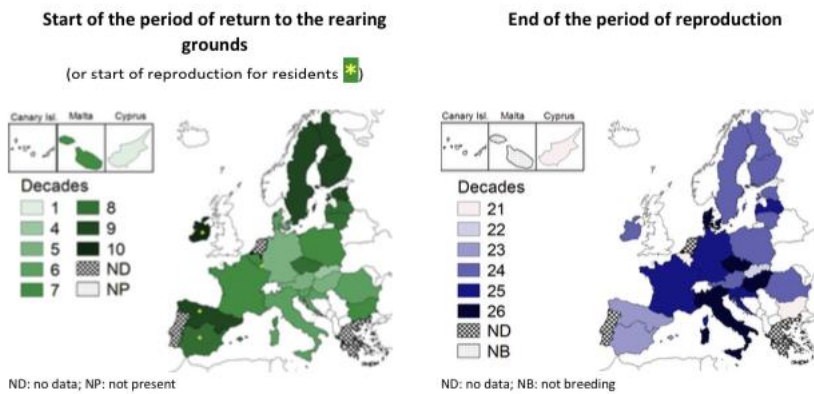 Start of the period of return to the rearing
grounds
(or start of reproduction for residents *)
Canary Isl. Malta Cyprus
Decades
1 8
4 9
5 10
6 ND
7 NP
ND: no data; NP: not present
End of the period of reproduction
Canary Isl. Malta Cyprus
Decades
21
22
23
24
25
26
ND
NB
ND: no data; NB: not breeding